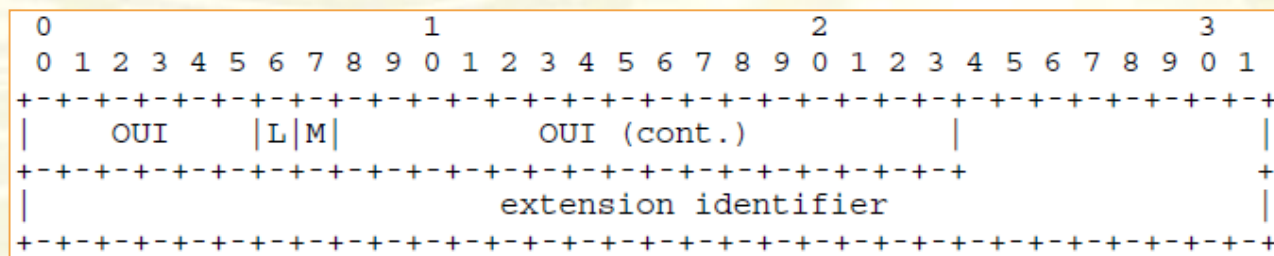 0                   1                   2                   3
0 1 2 3 4 5 6 7 8 9 0 1 2 3 4 5 6 7 8 9 0 1 2 3 4 5 6 7 8 9 0 1
+-+-+-+-+-+-+-+-+-+-+-+-+-+-+-+-+-+-+-+-+-+-+-+-+-+-+-+-+-+-+-+-+
|    OUI    |L|M|          OUI (cont.)          |               |
+-+-+-+-+-+-+-+-+-+-+-+-+-+-+-+-+-+-+-+-+-+-+-+-+               +
|                        extension identifier                   |
+-+-+-+-+-+-+-+-+-+-+-+-+-+-+-+-+-+-+-+-+-+-+-+-+-+-+-+-+-+-+-+-+